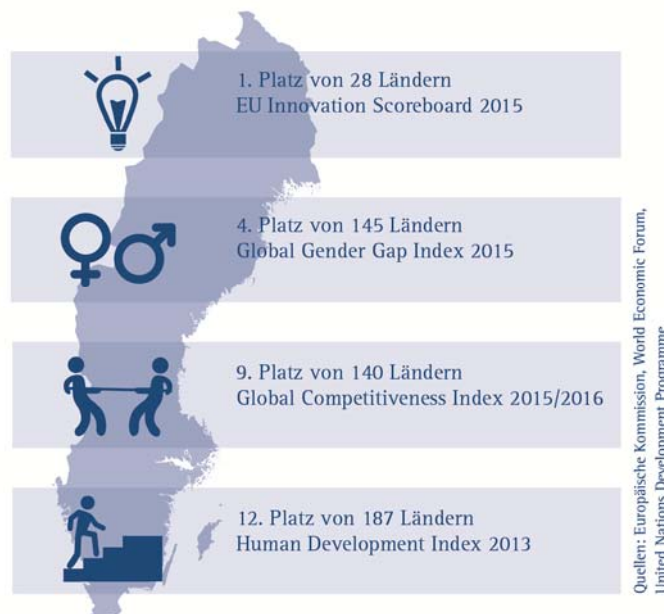 1. Platz von 28 Ländern
EU Innovation Scoreboard 2015
4. Platz von 145 Ländern
Global Gender Gap Index 2015
9. Platz von 140 Ländern
Global Competitiveness Index 2015/2016
12. Platz von 187 Ländern
Human Development Index 2013
Quellen: Europäische Kommission, World Economic Forum,
United Nations Development Programme